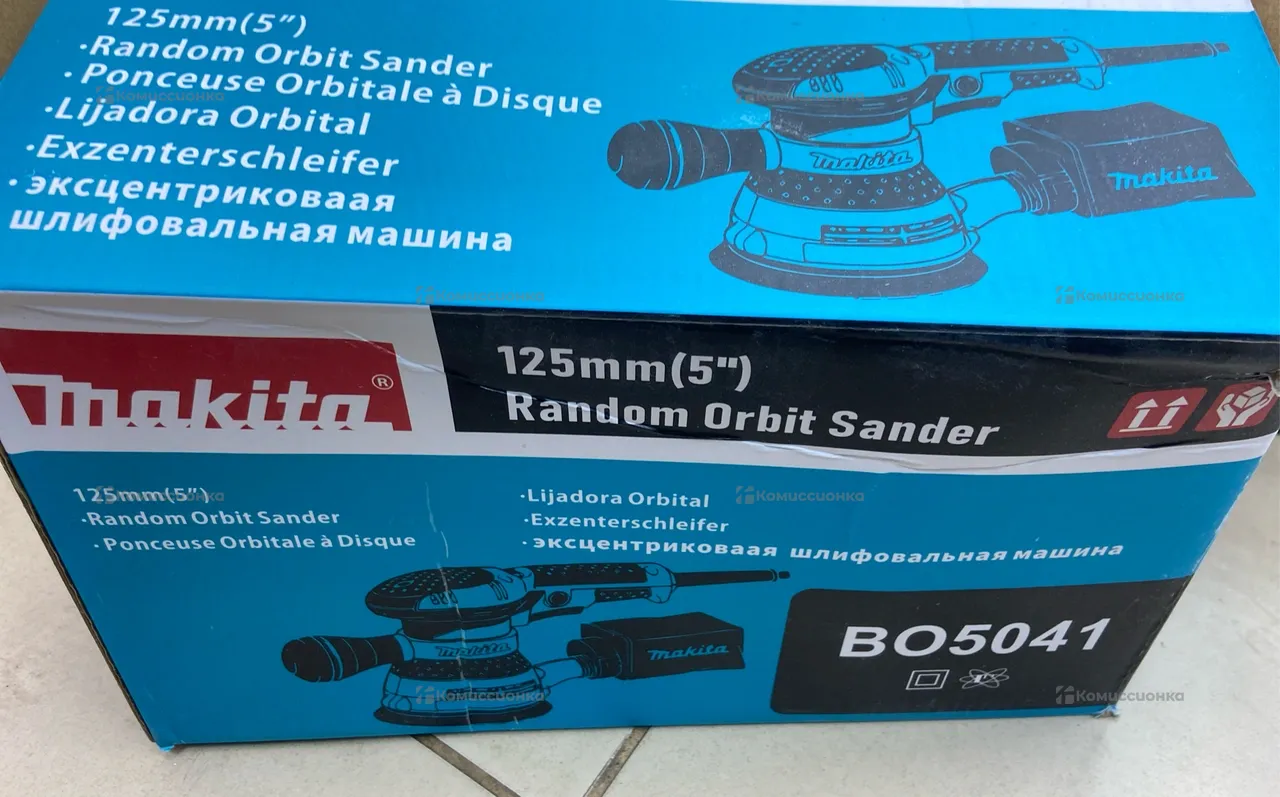 125mm(5″)
·Random Orbit Sander
·Ponceuse Orbitale à Disque
·Lijadora Orbital
·Exzenterschleifer
·эксцентриковаая
шлифовальная машина
makita
makita
makita®
125mm(5")
Random Orbit Sander
125mm(5″)
·Random Orbit Sander
·Ponceuse Orbitale à Disque
·Lijadora Orbital
·Exzenterschleifer
·эксцентриковаая шлифовальная машина
makita
makita
BO5041
Комиссионка
Комиссионка
Комиссионка
Комиссионка
Комиссионка
Комиссионка
Комиссионка
Комиссионка